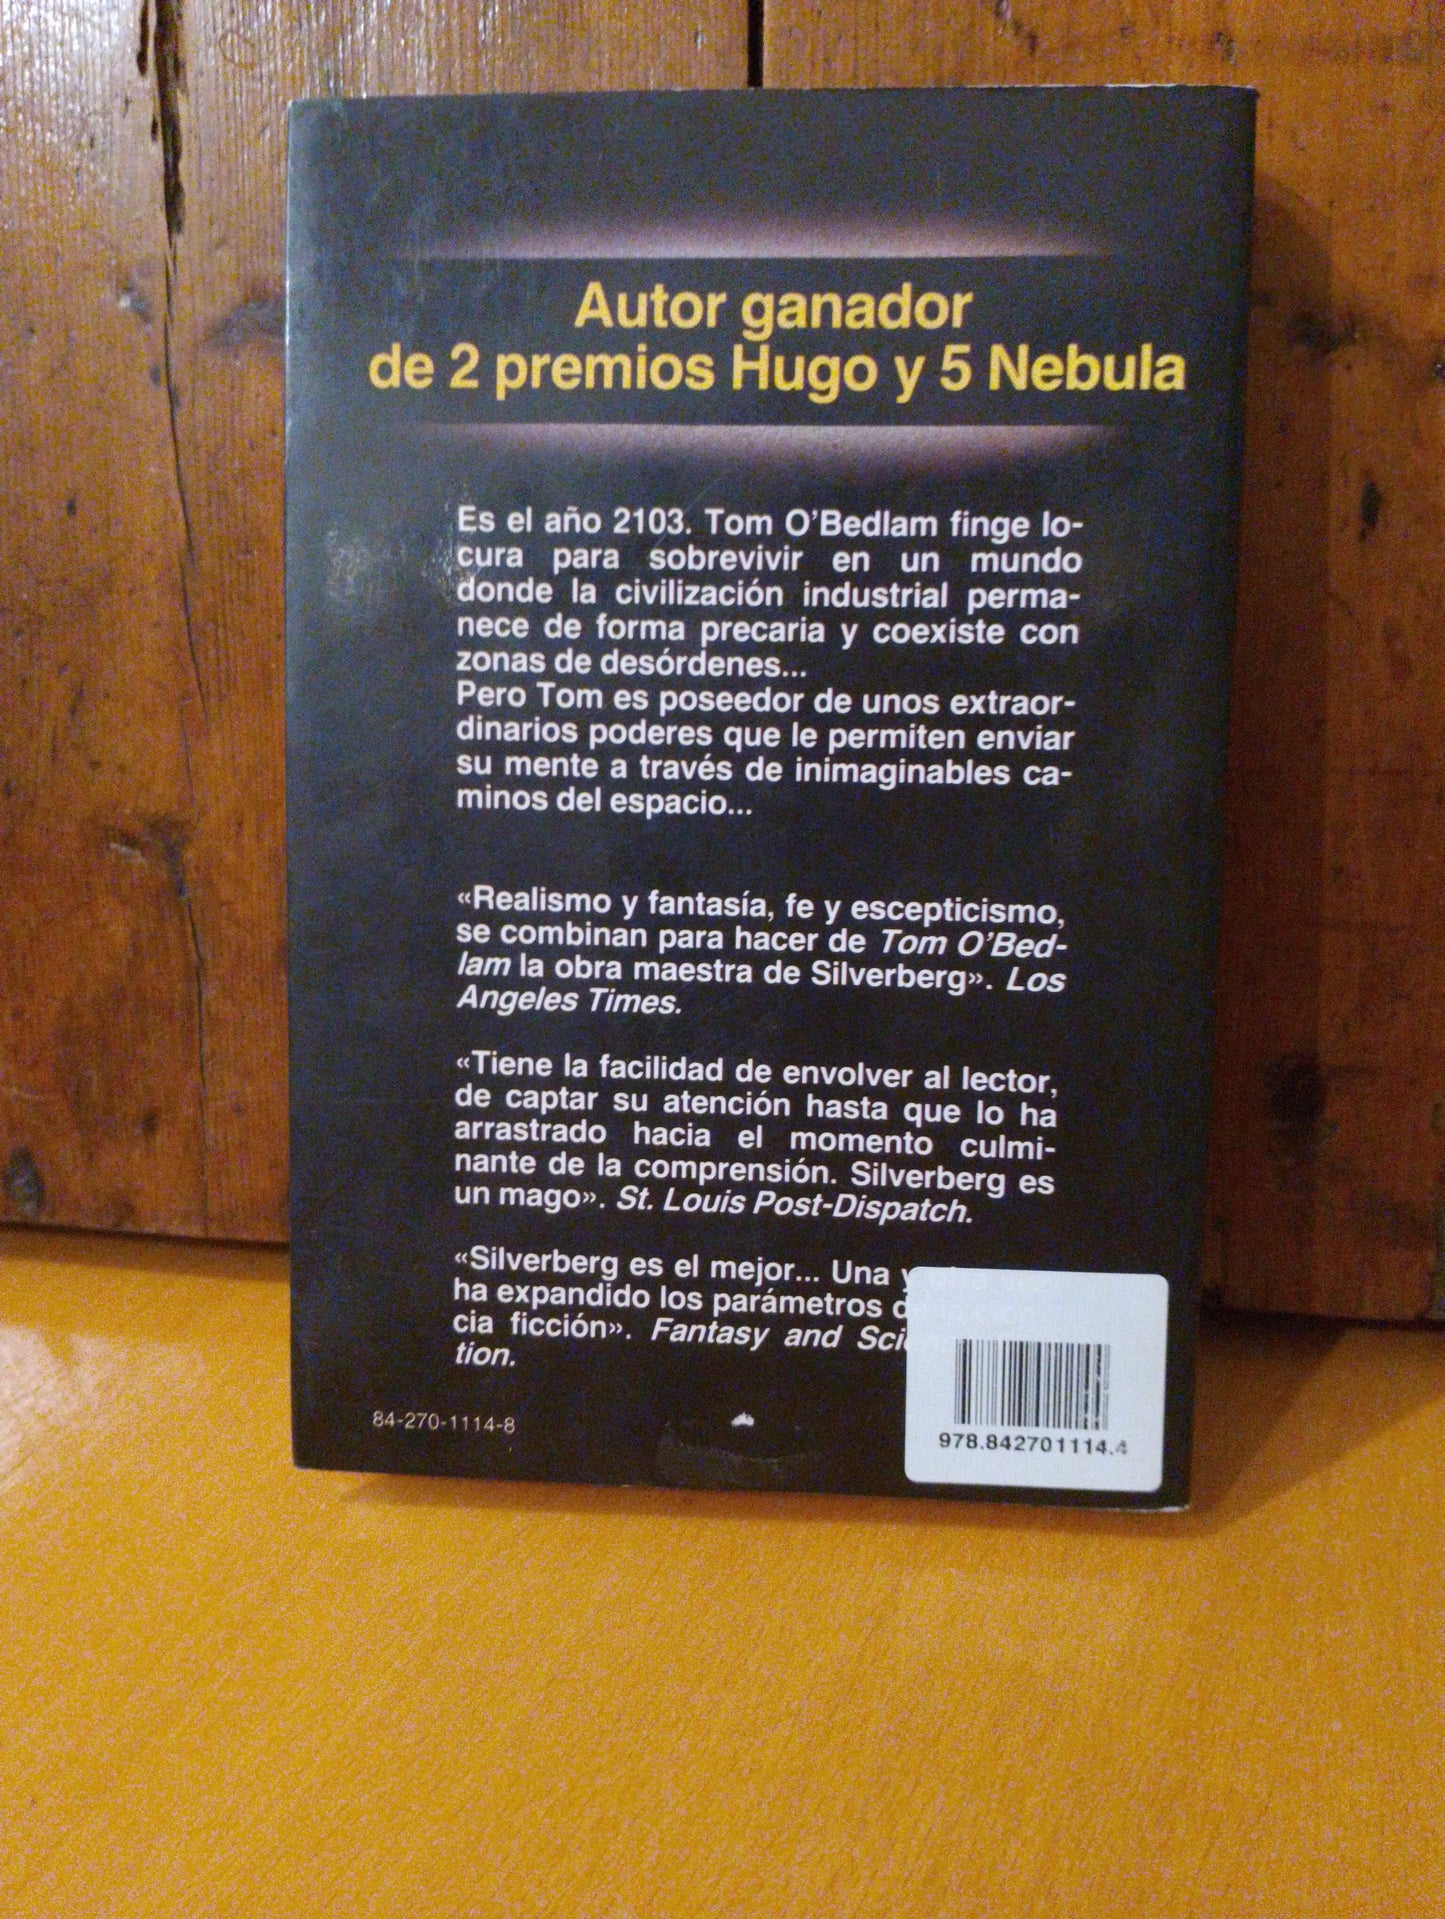 Autor ganador
de 2 premios Hugo y 5 Nebula
Es el año 2103. Tom O’Bedlam finge lo-
cura para sobrevivir en un mundo
donde la civilización industrial perma-
nece de forma precaria y coexiste con
zonas de desórdenes...
Pero Tom es poseedor de unos extraor-
dinarios poderes que le permiten enviar
su mente a través de inimaginables ca-
minos del espacio...
«Realismo y fantasía, fe y escepticismo,
se combinan para hacer de Tom O’Bed-
lam la obra maestra de Silverberg». Los
Angeles Times.
«Tiene la facilidad de envolver al lector,
de captar su atención hasta que lo ha
arrastrado hacia el momento culmi-
nante de la comprensión. Silverberg es
un mago». St. Louis Post-Dispatch.
«Silverberg es el mejor... Una
ha expandido los parámetros
cia ficción». Fantasy and
tion.
84-270-1114-8
978.842701114.4